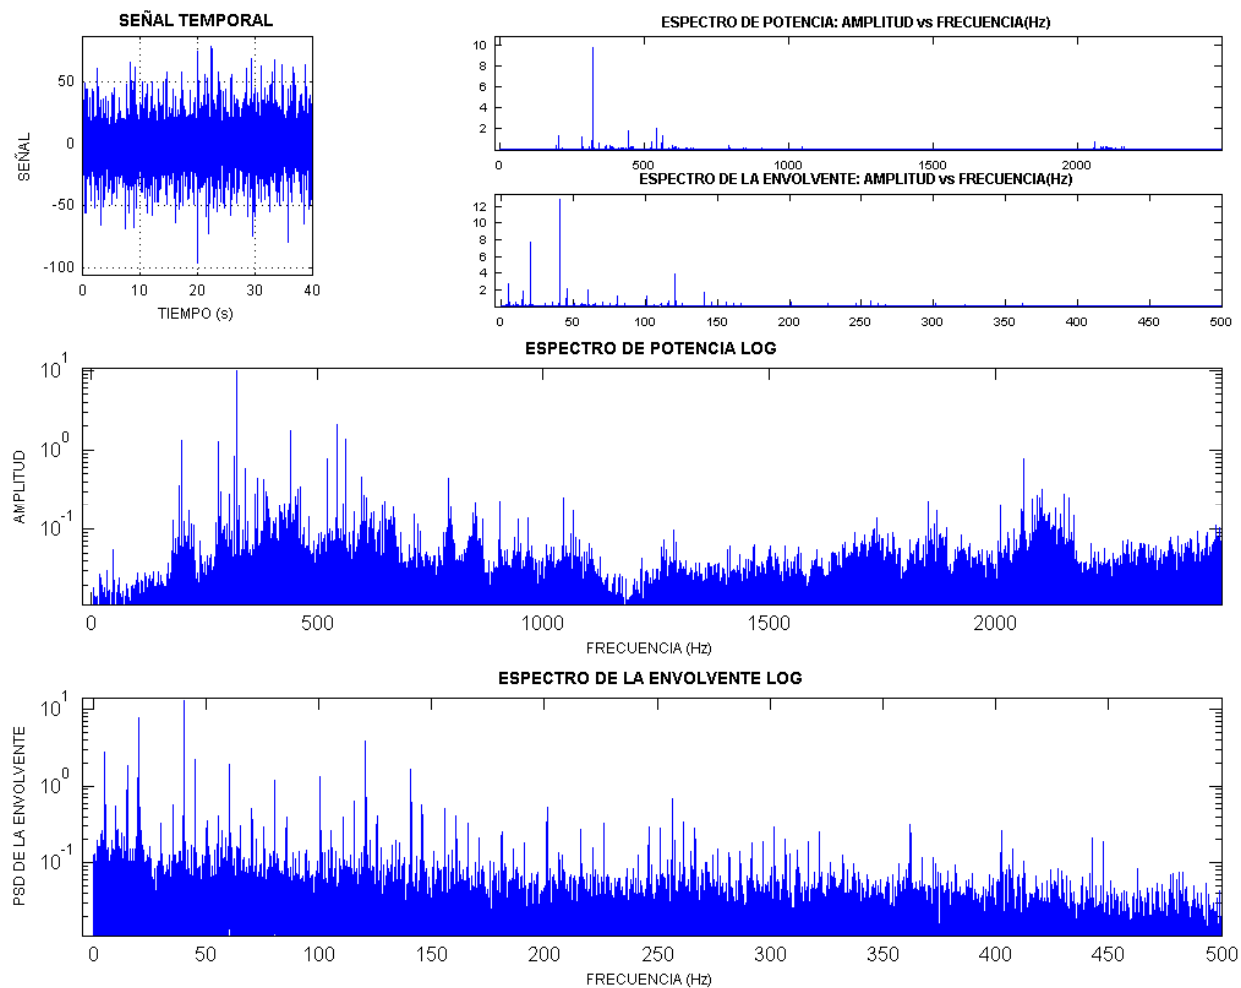 SEÑAL TEMPORAL
50
0
-50
-100
SEÑAL
0 10 20 30 40
TIEMPO (s)
ESPECTRO DE POTENCIA: AMPLITUD vs FRECUENCIA(Hz)
10
8
6
4
2
0 500 1000 1500 2000
ESPECTRO DE LA ENVOLVENTE: AMPLITUD vs FRECUENCIA(Hz)
12
10
8
6
4
2
0 50 100 150 200 250 300 350 400 450 500
ESPECTRO DE POTENCIA LOG
10^1
10^0
10^-1
AMPLITUD
0 500 1000 1500 2000
FRECUENCIA (Hz)
ESPECTRO DE LA ENVOLVENTE LOG
10^1
10^0
10^-1
PSD DE LA ENVOLVENTE
0 50 100 150 200 250 300 350 400 450 500
FRECUENCIA (Hz)